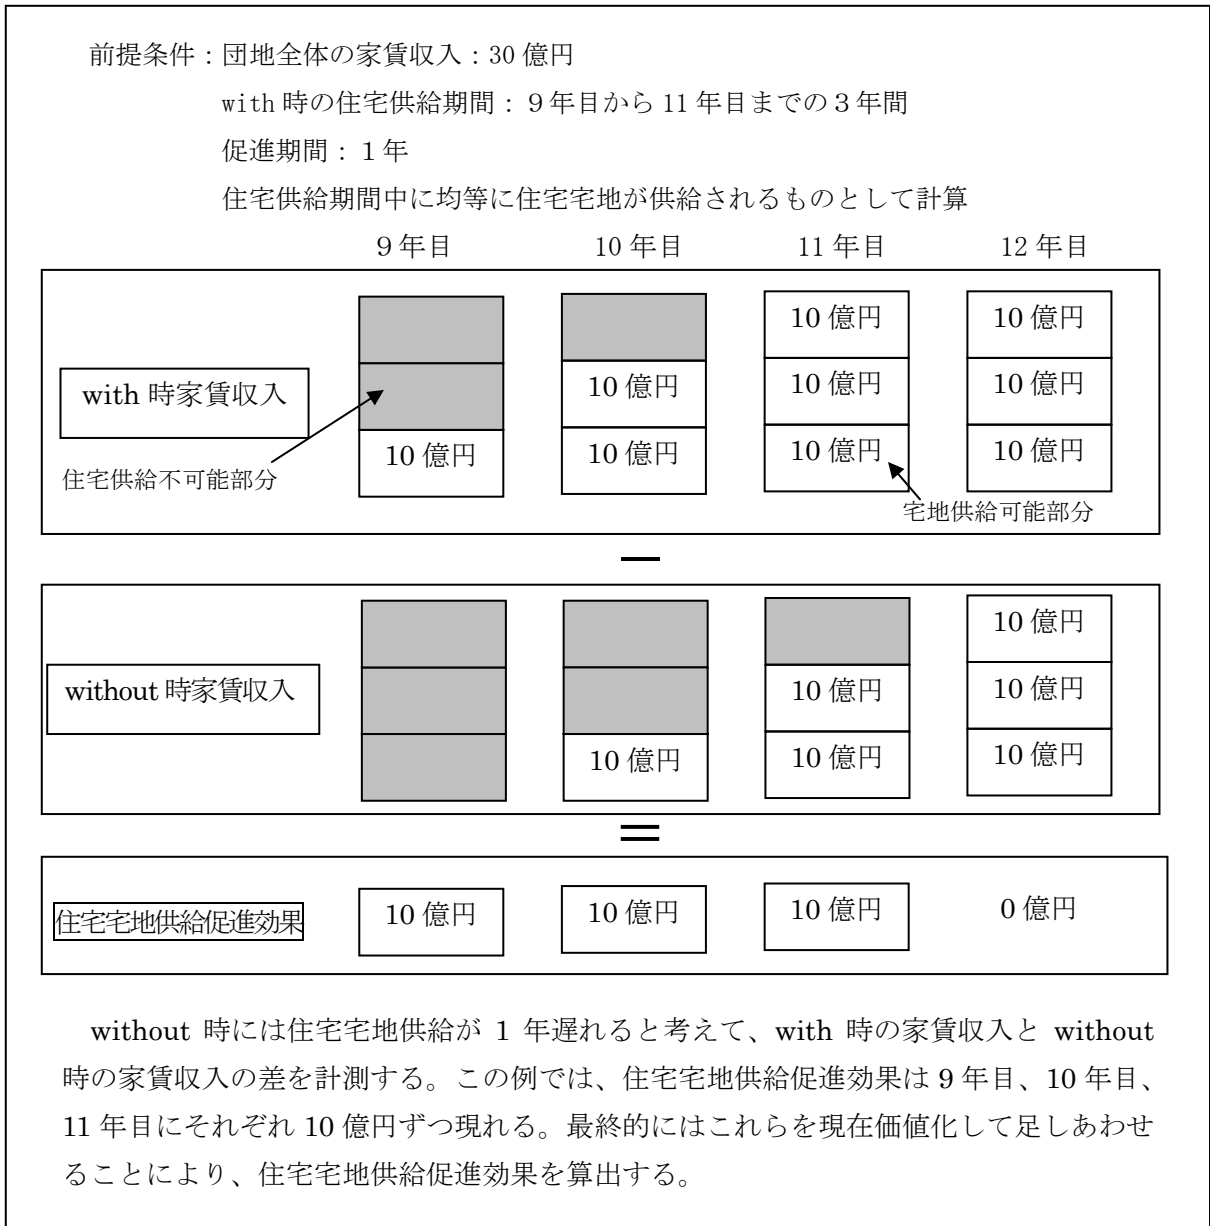 前提条件：団地全体の家賃収入：30 億円
with 時の住宅供給期間：９年目から 11 年目までの３年間
促進期間：１年
住宅供給期間中に均等に住宅宅地が供給されるものとして計算
９年目 10 年目 11 年目 12 年目
10 億円 10 億円
with 時家賃収入 10 億円 10 億円 10 億円
10 億円 10 億円 10 億円 10 億円
住宅供給不可能部分
宅地供給可能部分
－
10 億円
without 時家賃収入 10 億円 10 億円
10 億円 10 億円 10 億円
＝
住宅宅地供給促進効果 10 億円 10 億円 10 億円 0 億円
without 時には住宅宅地供給が 1 年遅れると考えて、with 時の家賃収入と without
時の家賃収入の差を計測する。この例では、住宅宅地供給促進効果は 9 年目、10 年目、
11 年目にそれぞれ 10 億円ずつ現れる。最終的にはこれらを現在価値化して足しあわせ
ることにより、住宅宅地供給促進効果を算出する。